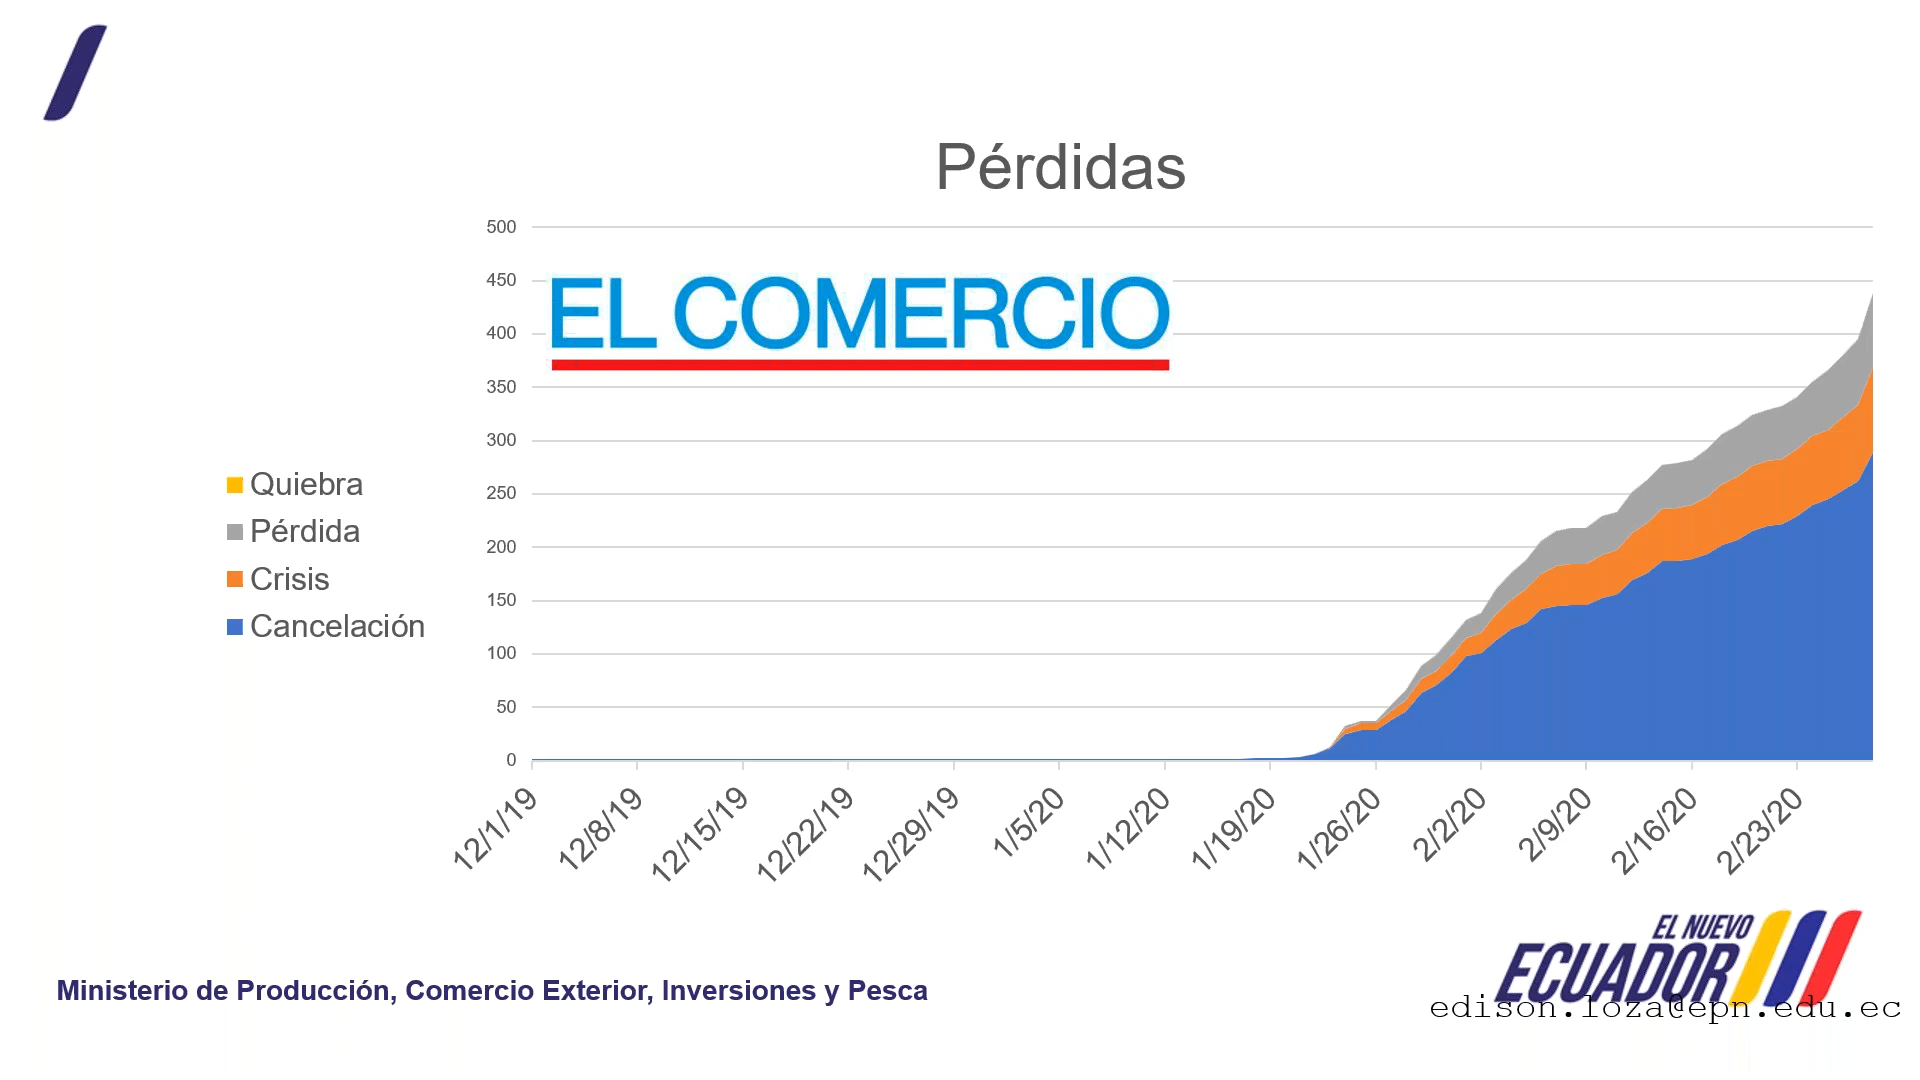 Pérdidas
500
450
400
350
300
250
200
150
100
50
0
EL COMERCIO
Quiebra
Pérdida
Crisis
Cancelación
12/1/19
12/8/19
12/15/19
12/22/19
12/29/19
1/5/20
1/12/20
1/19/20
1/26/20
2/2/20
2/9/20
2/16/20
2/23/20
EL NUEVO
ECUADOR
Ministerio de Producción, Comercio Exterior, Inversiones y Pesca
edison.loza@epn.edu.ec